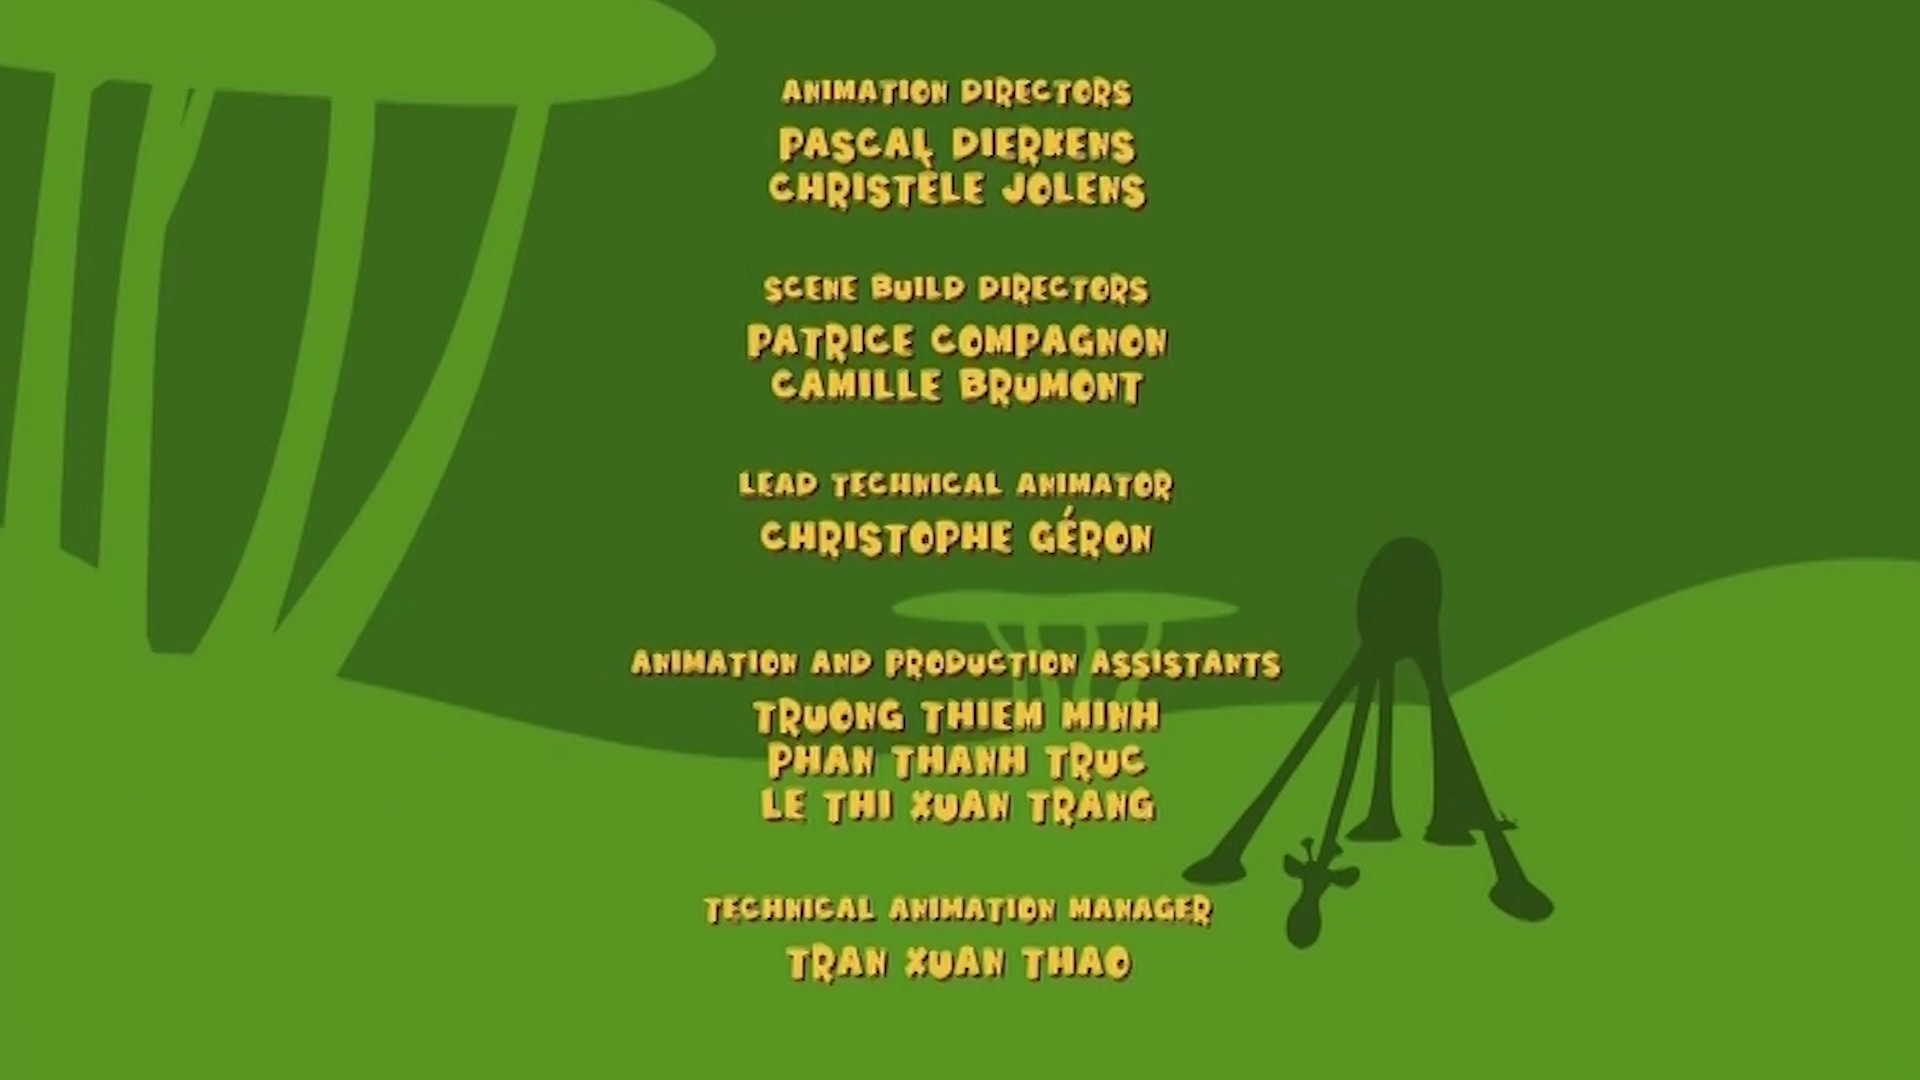 ANIMATION DIRECTORS
PASCAL DIERKENS
CHRISTÈLE JOLENS
SCENE BUILD DIRECTORS
PATRICE COMPAGNON
CAMILLE BRUMONT
LEAD TECHNICAL ANIMATOR
CHRISTOPHE GÉRON
ANIMATION AND PRODUCTION ASSISTANTS
TRUONG THIEM MINH
PHAN THANH TRUC
LE THI XUAN TRANG
TECHNICAL ANIMATION MANAGER
TRAN XUAN THAO